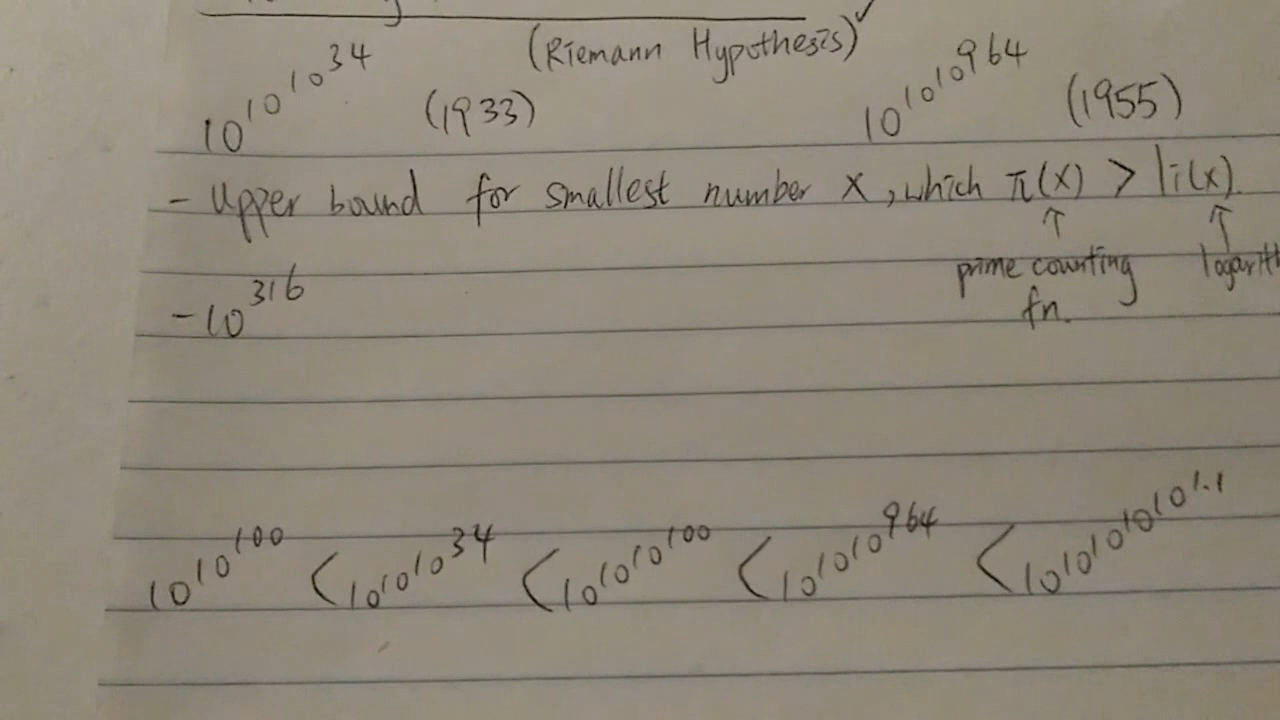 (Riemann Hypothesis)✓
10^10^10^34 (1933) 10^10^10^964 (1955)
- Upper bound for smallest number x, which π(x) > li(x).
↑ ↑
prime counting fn. logarith
- 10^316
10^10^100 < 10^10^10^34 < 10^10^10^100 < 10^10^10^964 < 10^10^10^10^10^1.1